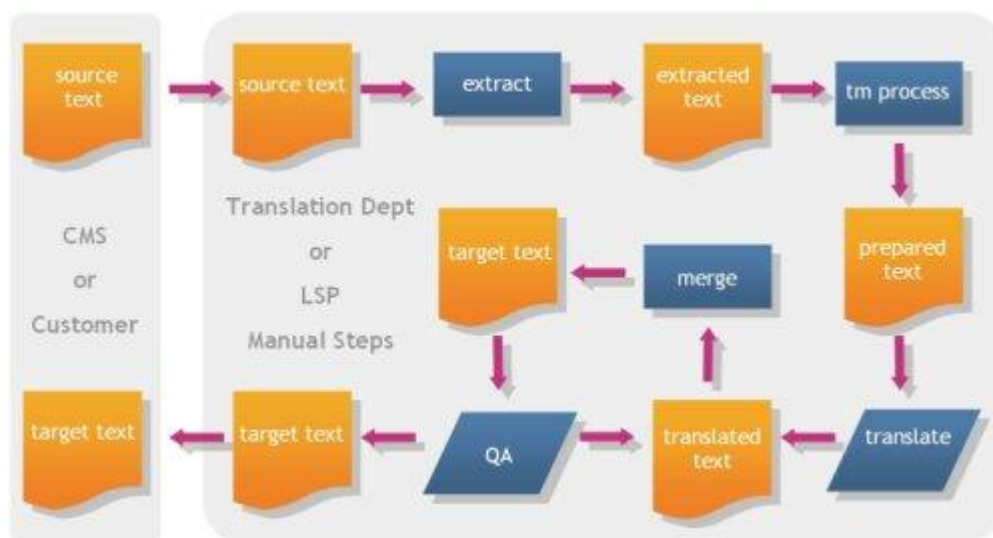 source
text
source text
extract
extracted
text
tm process
CMS
or
Customer
Translation Dept
or
LSP
Manual Steps
target text
merge
prepared
text
target text
target text
QA
translated
text
translate